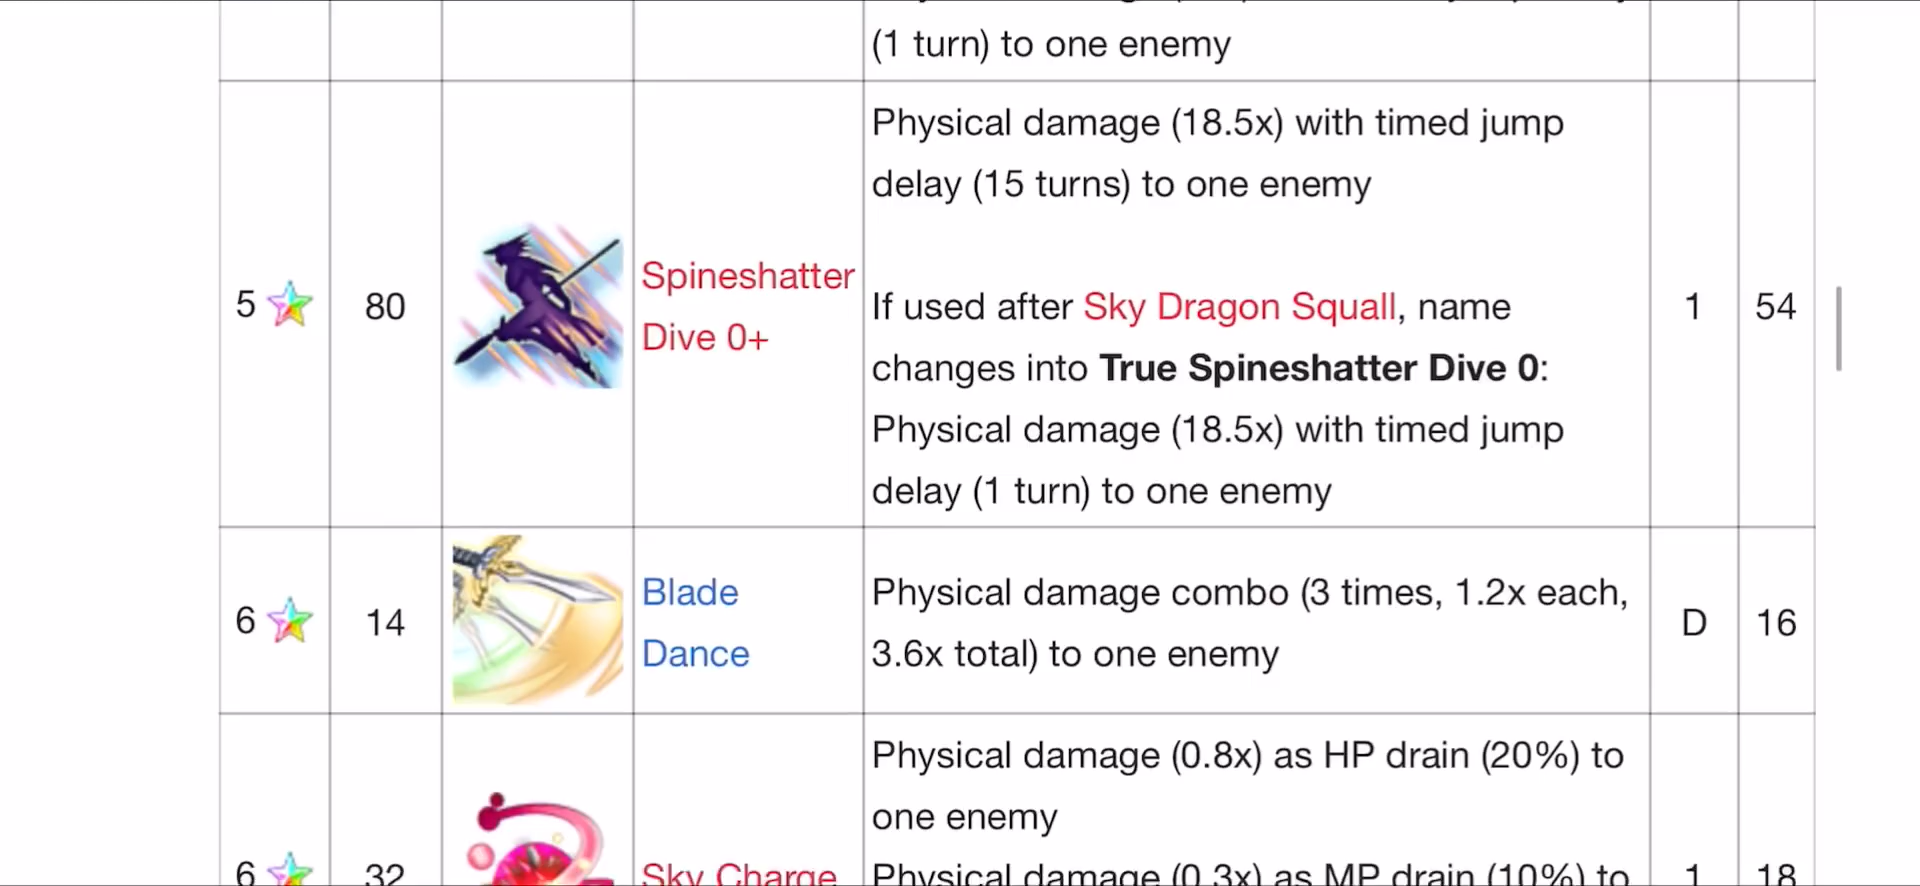 (1 turn) to one enemy
Physical damage (18.5x) with timed jump
delay (15 turns) to one enemy
5
80
Spineshatter
Dive 0+
If used after Sky Dragon Squall, name
changes into True Spineshatter Dive 0:
Physical damage (18.5x) with timed jump
delay (1 turn) to one enemy
1
54
6
14
Blade
Dance
Physical damage combo (3 times, 1.2x each,
3.6x total) to one enemy
D
16
Physical damage (0.8x) as HP drain (20%) to
one enemy
6
32
Sky Charge
Physical damage (0.3x) as MP drain (10%) to
1
18